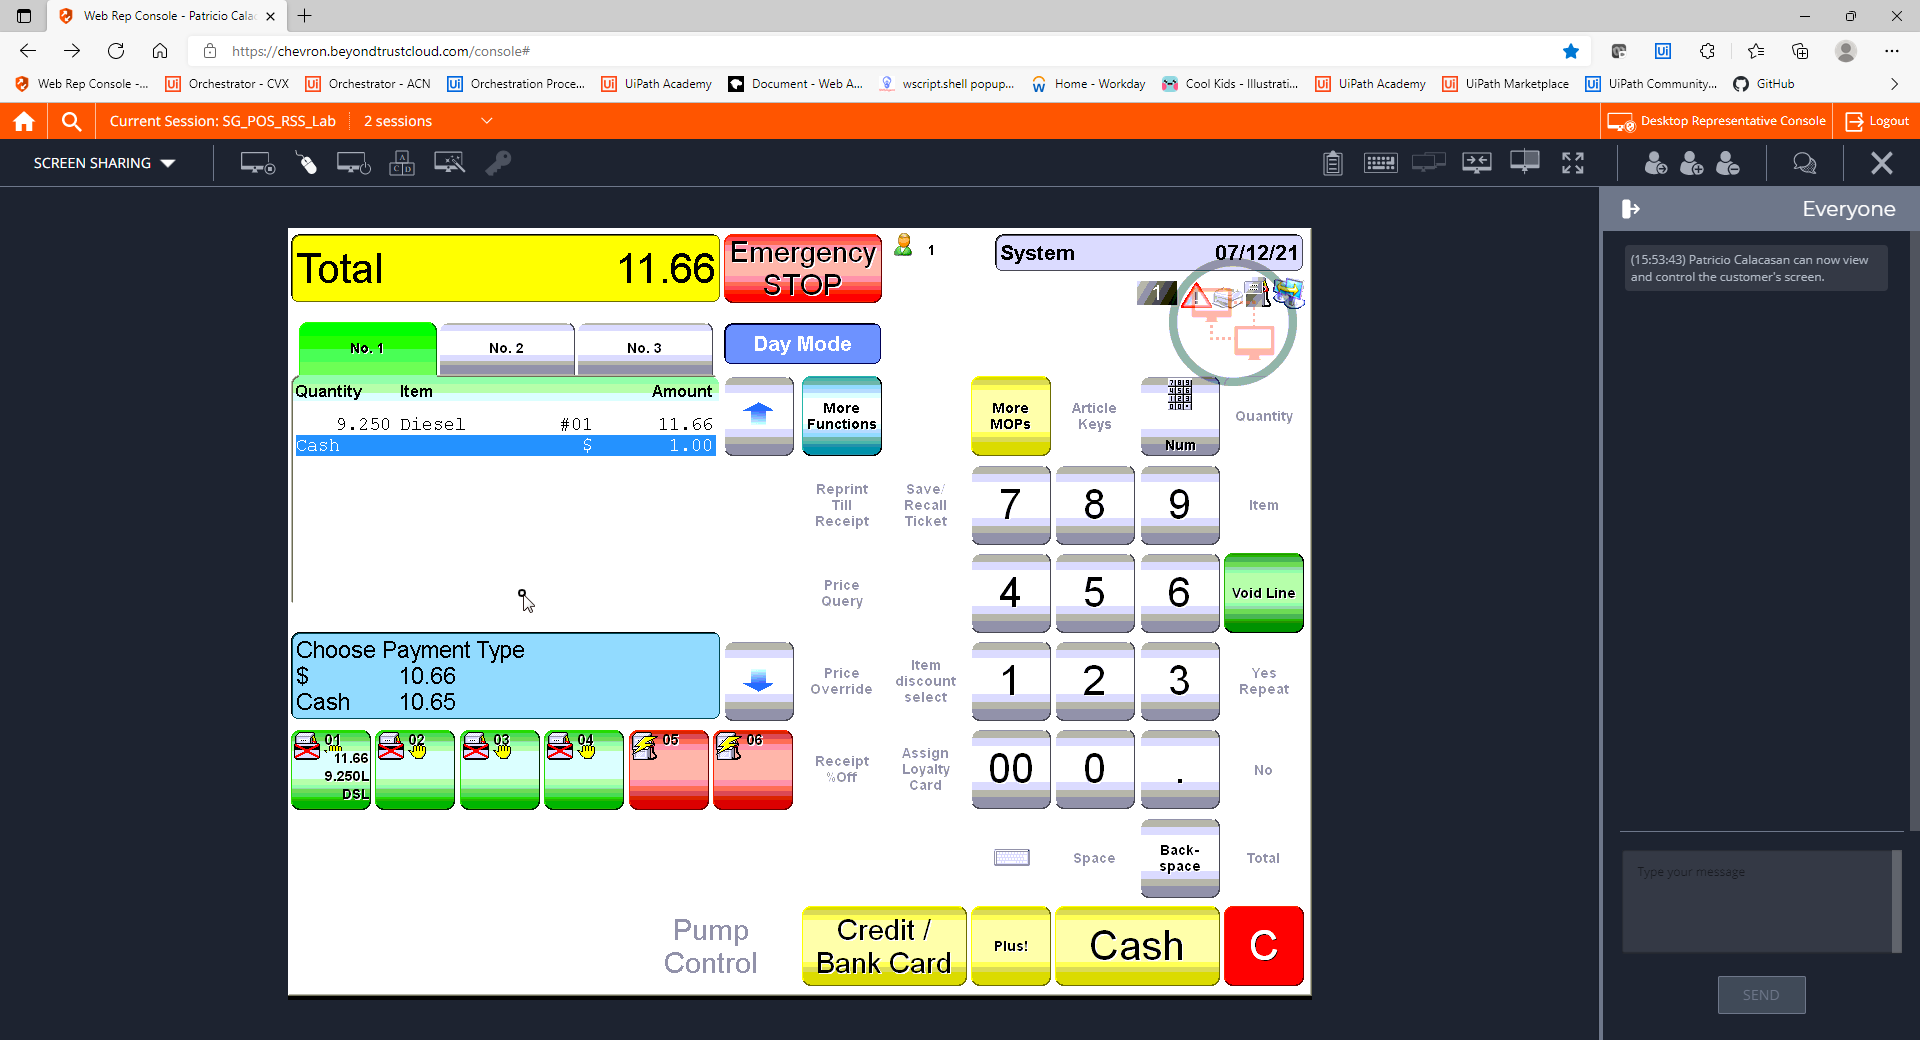 Web Rep Console - Patricio Cala
https://chevron.beyondtrustcloud.com/console#
Web Rep Console -...
Orchestrator - CVX
Orchestrator - ACN
Orchestration Proce...
UiPath Academy
Document - Web A...
wscript.shell popup...
Home - Workday
Cool Kids - Illustrati...
UiPath Academy
UiPath Marketplace
UiPath Community...
GitHub
Current Session: SG_POS_RSS_Lab
2 sessions
Desktop Representative Console
Logout
SCREEN SHARING
Everyone
(15:53:43) Patricio Calacasan can now view
and control the customer's screen.
Type your message
SEND
Total 11.66
Emergency
STOP
1
System 07/12/21
1
No. 1
No. 2
No. 3
Day Mode
Quantity Item Amount
9.250 Diesel #01 11.66
Cash $ 1.00
More
Functions
More
MOPs
Article
Keys
Num
Quantity
Reprint
Till
Receipt
Save/
Recall
Ticket
7
8
9
Item
Price
Query
4
5
6
Void Line
Choose Payment Type
$ 10.66
Cash 10.65
Price
Override
Item
discount
select
1
2
3
Yes
Repeat
01
11.66
9.250L
DSL
02
03
04
05
06
Receipt
%Off
Assign
Loyalty
Card
00
0
.
No
Space
Back-
space
Total
Pump
Control
Credit /
Bank Card
Plus!
Cash
C